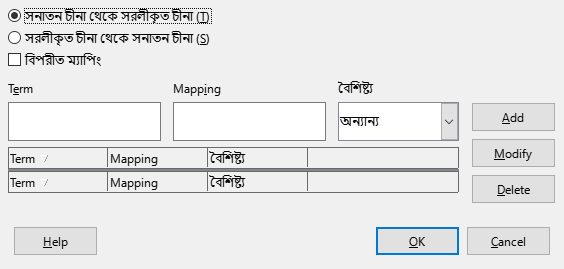 সনাতন চীনা থেকে সরলীকৃত চীনা (T)
সরলীকৃত চীনা থেকে সনাতন চীনা (S)
বিপরীত ম্যাপিং
Term Mapping বৈশিষ্ট্য
অন্যান্য Add
Term / Mapping বৈশিষ্ট্য Modify
Term / Mapping বৈশিষ্ট্য Delete
Help OK Cancel